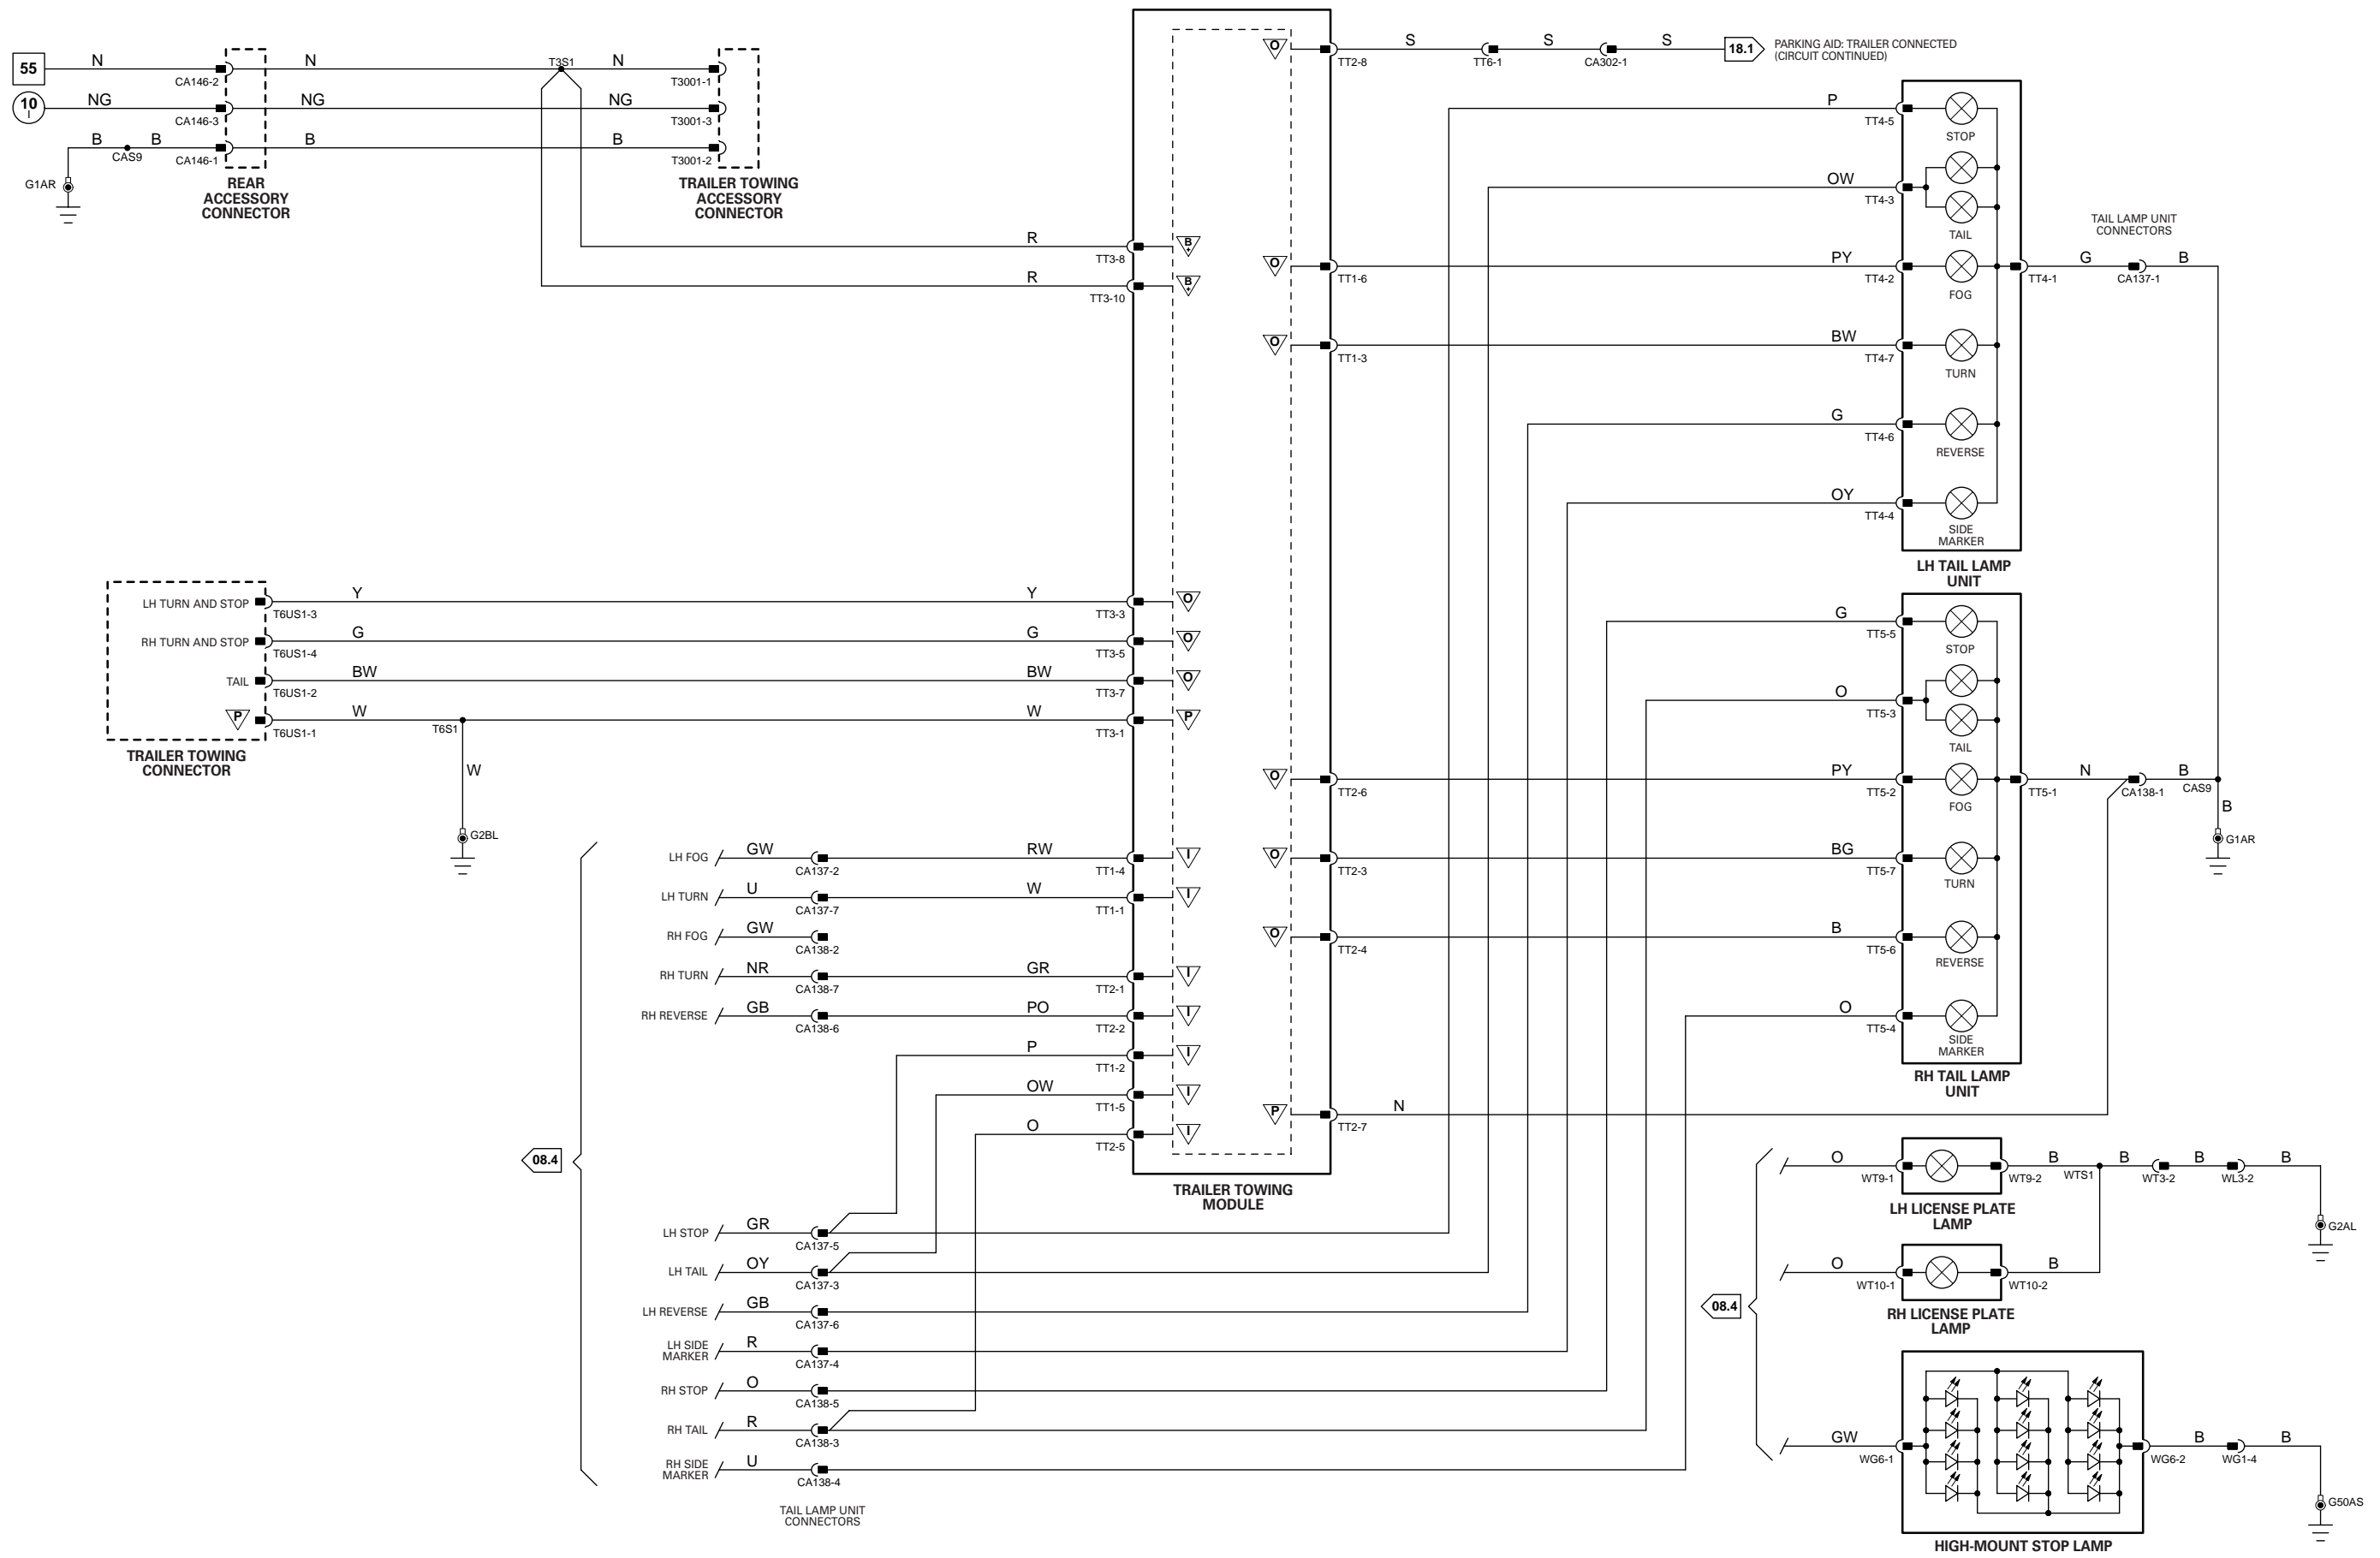 55
N
CA146-2
N
T3S1
N
T3001-1
10
I
NG
CA146-3
NG
NG
T3001-3
B
CAS9
B
CA146-1
B
B
T3001-2
G1AR
REAR
ACCESSORY
CONNECTOR
TRAILER TOWING
ACCESSORY
CONNECTOR
R
TT3-8
B
+
R
TT3-10
B
+
LH TURN AND STOP
T6US1-3
Y
Y
TT3-3
O
RH TURN AND STOP
T6US1-4
G
G
TT3-5
O
TAIL
T6US1-2
BW
BW
TT3-7
O
P
T6US1-1
W
T6S1
W
TT3-1
P
W
G2BL
TRAILER TOWING
CONNECTOR
08.4
LH FOG
GW
CA137-2
RW
TT1-4
I
LH TURN
U
CA137-7
W
TT1-1
I
RH FOG
GW
CA138-2
RH TURN
NR
CA138-7
GR
TT2-1
I
RH REVERSE
GB
CA138-6
PO
TT2-2
I
P
TT1-2
I
OW
TT1-5
I
O
TT2-5
I
LH STOP
GR
CA137-5
LH TAIL
OY
CA137-3
LH REVERSE
GB
CA137-6
LH SIDE
MARKER
R
CA137-4
RH STOP
O
CA138-5
RH TAIL
R
CA138-3
RH SIDE
MARKER
U
CA138-4
TAIL LAMP UNIT
CONNECTORS
TRAILER TOWING
MODULE
O
TT2-8
S
TT6-1
S
CA302-1
S
18.1
PARKING AID: TRAILER CONNECTED
(CIRCUIT CONTINUED)
O
TT1-6
O
TT1-3
O
TT2-6
O
TT2-3
O
TT2-4
P
TT2-7
N
P
TT4-5
STOP
OW
TT4-3
TAIL
PY
TT4-2
FOG
BW
TT4-7
TURN
G
TT4-6
REVERSE
OY
TT4-4
SIDE
MARKER
LH TAIL LAMP
UNIT
TAIL LAMP UNIT
CONNECTORS
TT4-1
G
CA137-1
B
G
TT5-5
STOP
O
TT5-3
TAIL
PY
TT5-2
FOG
BG
TT5-7
TURN
B
TT5-6
REVERSE
O
TT5-4
SIDE
MARKER
RH TAIL LAMP
UNIT
TT5-1
N
CA138-1
B
CAS9
B
G1AR
08.4
O
WT9-1
WT9-2
B
WTS1
B
WT3-2
B
WL3-2
B
G2AL
LH LICENSE PLATE
LAMP
O
WT10-1
WT10-2
B
RH LICENSE PLATE
LAMP
GW
WG6-1
WG6-2
B
WG1-4
B
G50AS
HIGH-MOUNT STOP LAMP